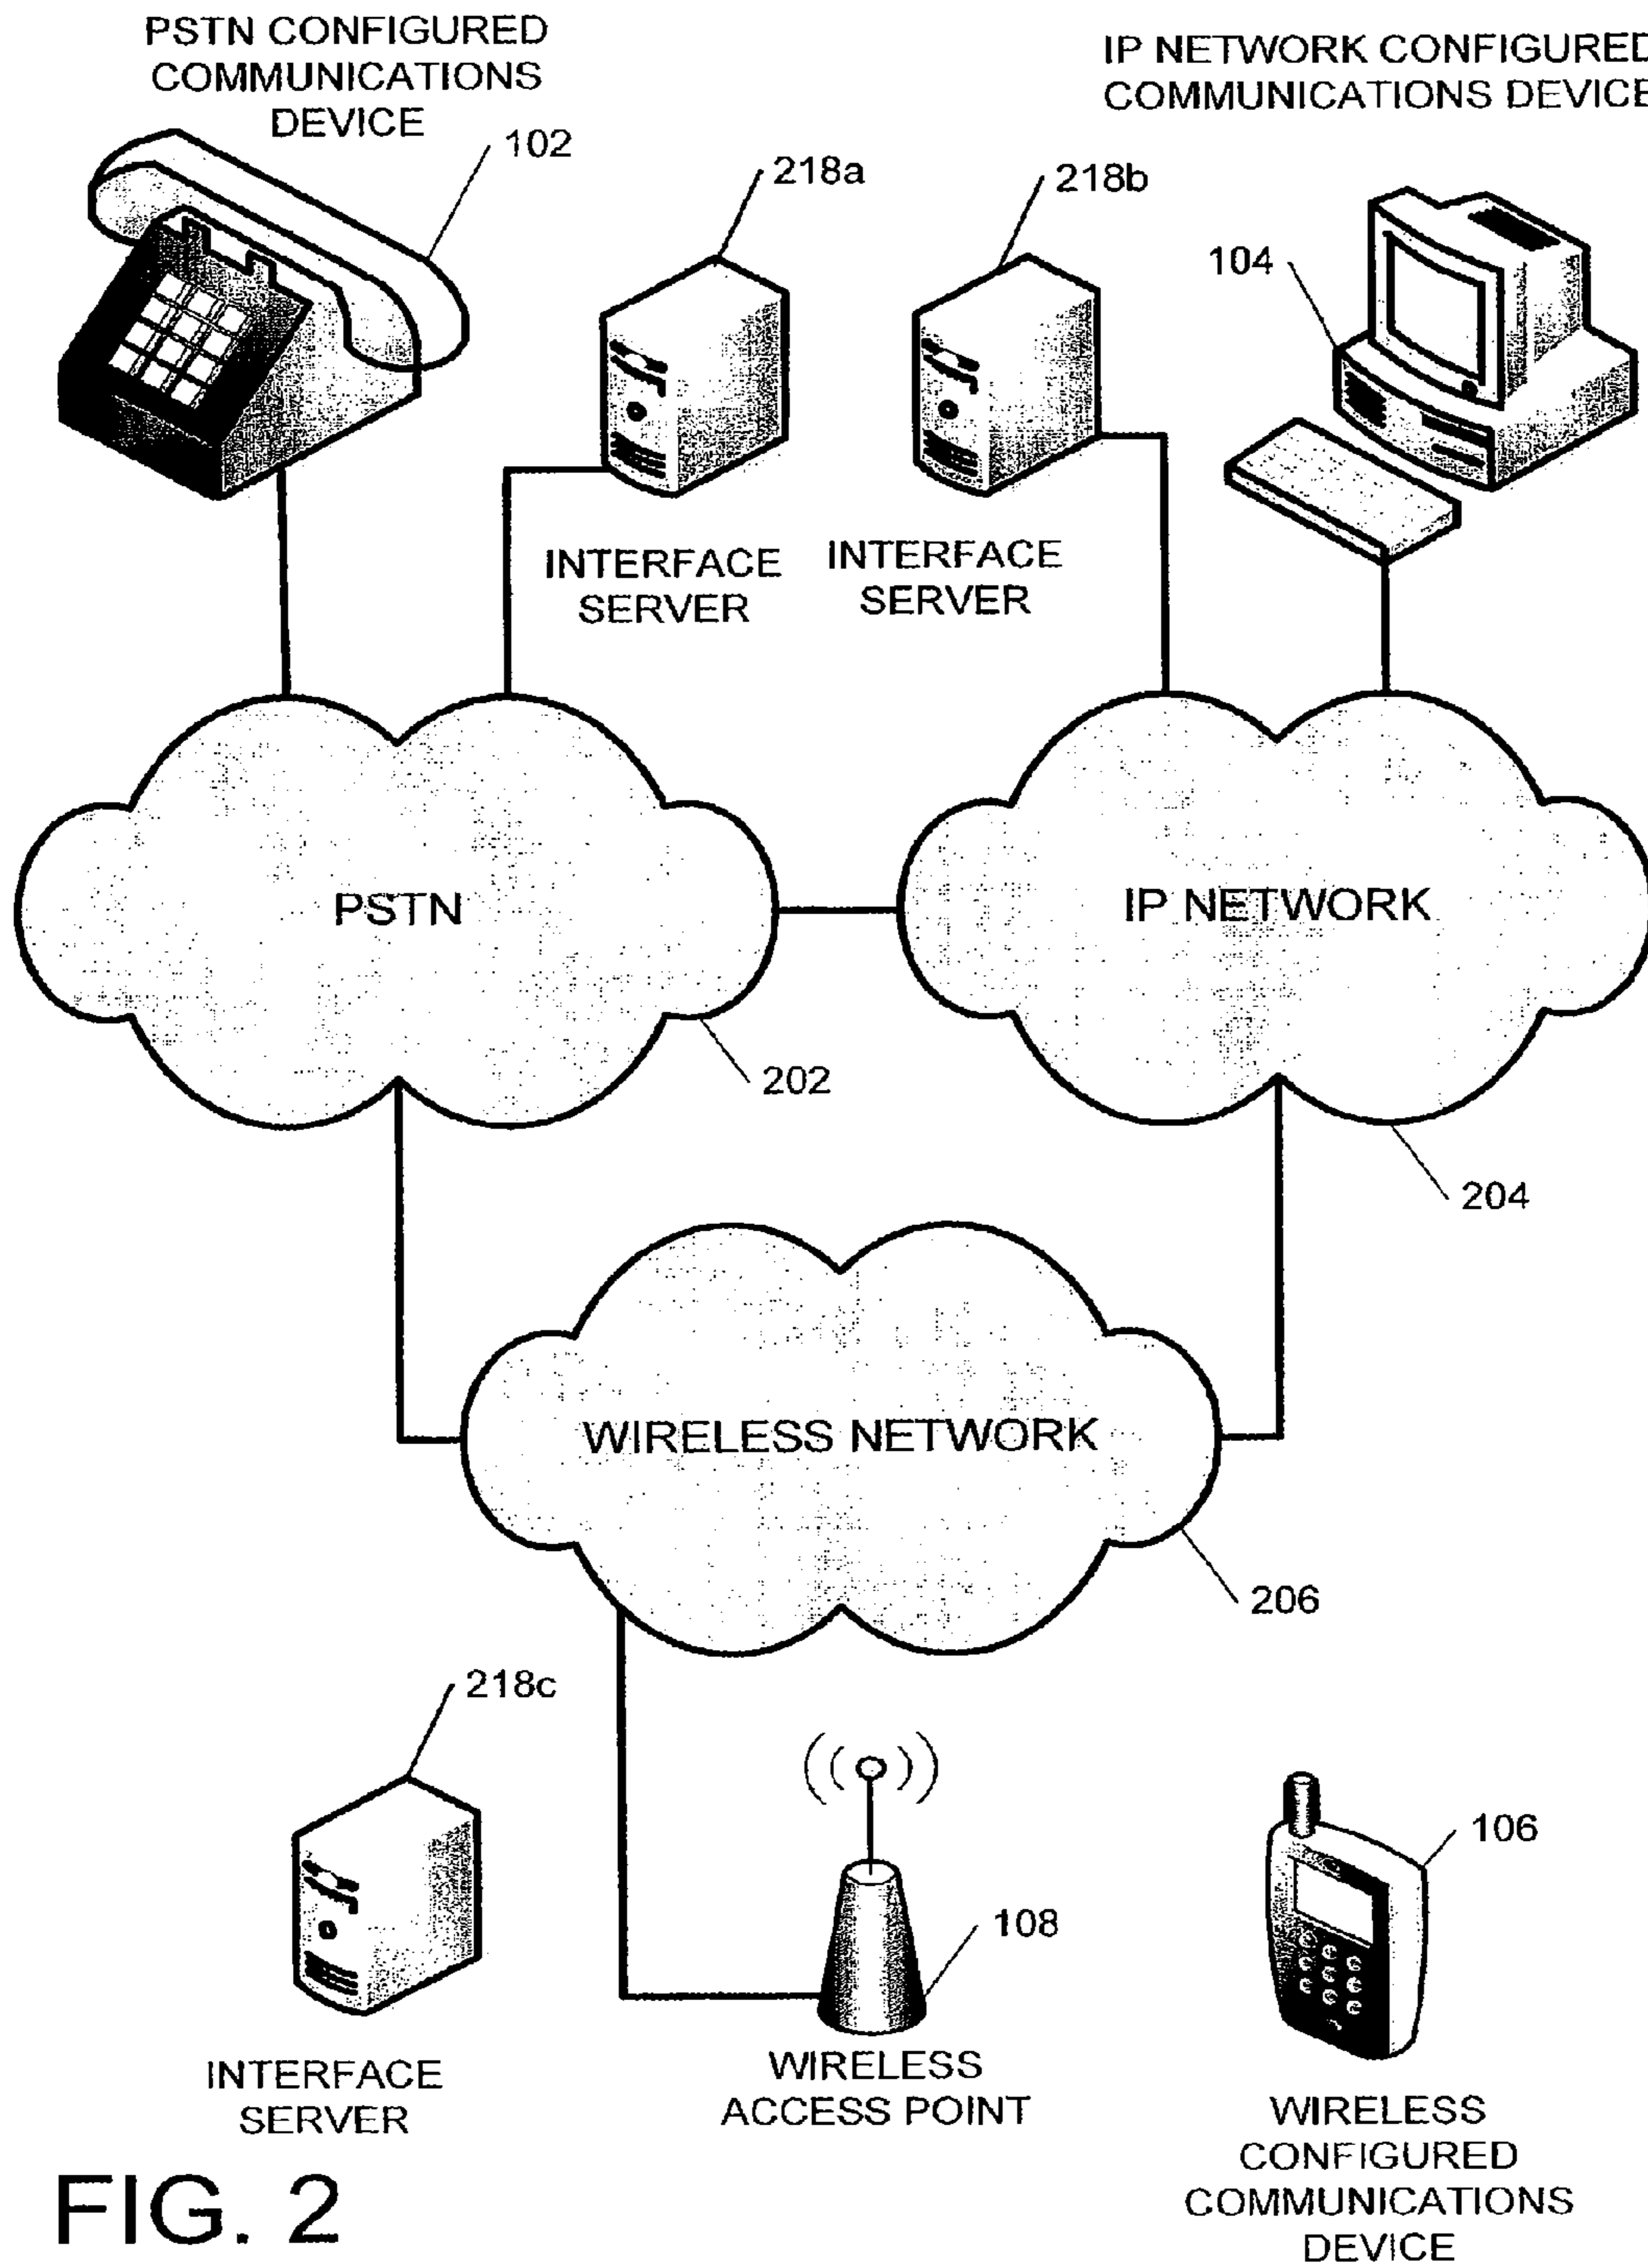 PSTN CONFIGURED
COMMUNICATIONS
DEVICE
102
218a
218b
IP NETWORK CONFIGURED
COMMUNICATIONS DEVICE
104
INTERFACE
SERVER
INTERFACE
SERVER
PSTN
IP NETWORK
202
204
WIRELESS NETWORK
206
218c
106
108
INTERFACE
SERVER
WIRELESS
ACCESS POINT
WIRELESS
CONFIGURED
COMMUNICATIONS
DEVICE
FIG. 2